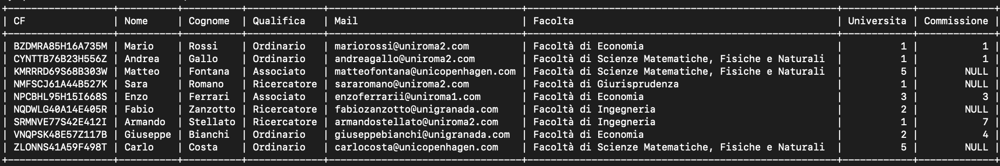 | CF | Nome | Cognome | Qualifica | Mail | Facolta | Universita | Commissione |
| BZDMRA85H16A735M | Mario | Rossi | Ordinario | mariorossi@uniroma2.com | Facoltà di Economia | 1 | 1 |
| CYNTTB76B23H556Z | Andrea | Gallo | Ordinario | andreagallo@uniroma2.com | Facoltà di Scienze Matematiche, Fisiche e Naturali | 1 | 1 |
| KMRRRD69S68B303W | Matteo | Fontana | Associato | matteofontana@unicopenhagen.com | Facoltà di Scienze Matematiche, Fisiche e Naturali | 5 | NULL |
| NMFSCJ61A44B527K | Sara | Romano | Ricercatore | sararomano@uniroma2.com | Facoltà di Giurisprudenza | 1 | NULL |
| NPCBHL95H15I668S | Enzo | Ferrari | Associato | enzoferrarii@uniroma1.com | Facoltà di Economia | 3 | 3 |
| NQDWLG40A14E405R | Fabio | Zanzotto | Ricercatore | fabiozanzotto@unigranada.com | Facoltà di Ingegneria | 2 | NULL |
| SRMNVE77S42E412I | Armando | Stellato | Ricercatore | armandostellato@uniroma2.com | Facoltà di Ingegneria | 1 | 7 |
| VNQPSK48E57Z117B | Giuseppe | Bianchi | Ordinario | giuseppebianchi@unigranada.com | Facoltà di Economia | 2 | 4 |
| ZLONNS41A59F498T | Carlo | Costa | Ordinario | carlocosta@unicopenhagen.com | Facoltà di Scienze Matematiche, Fisiche e Naturali | 5 | NULL |